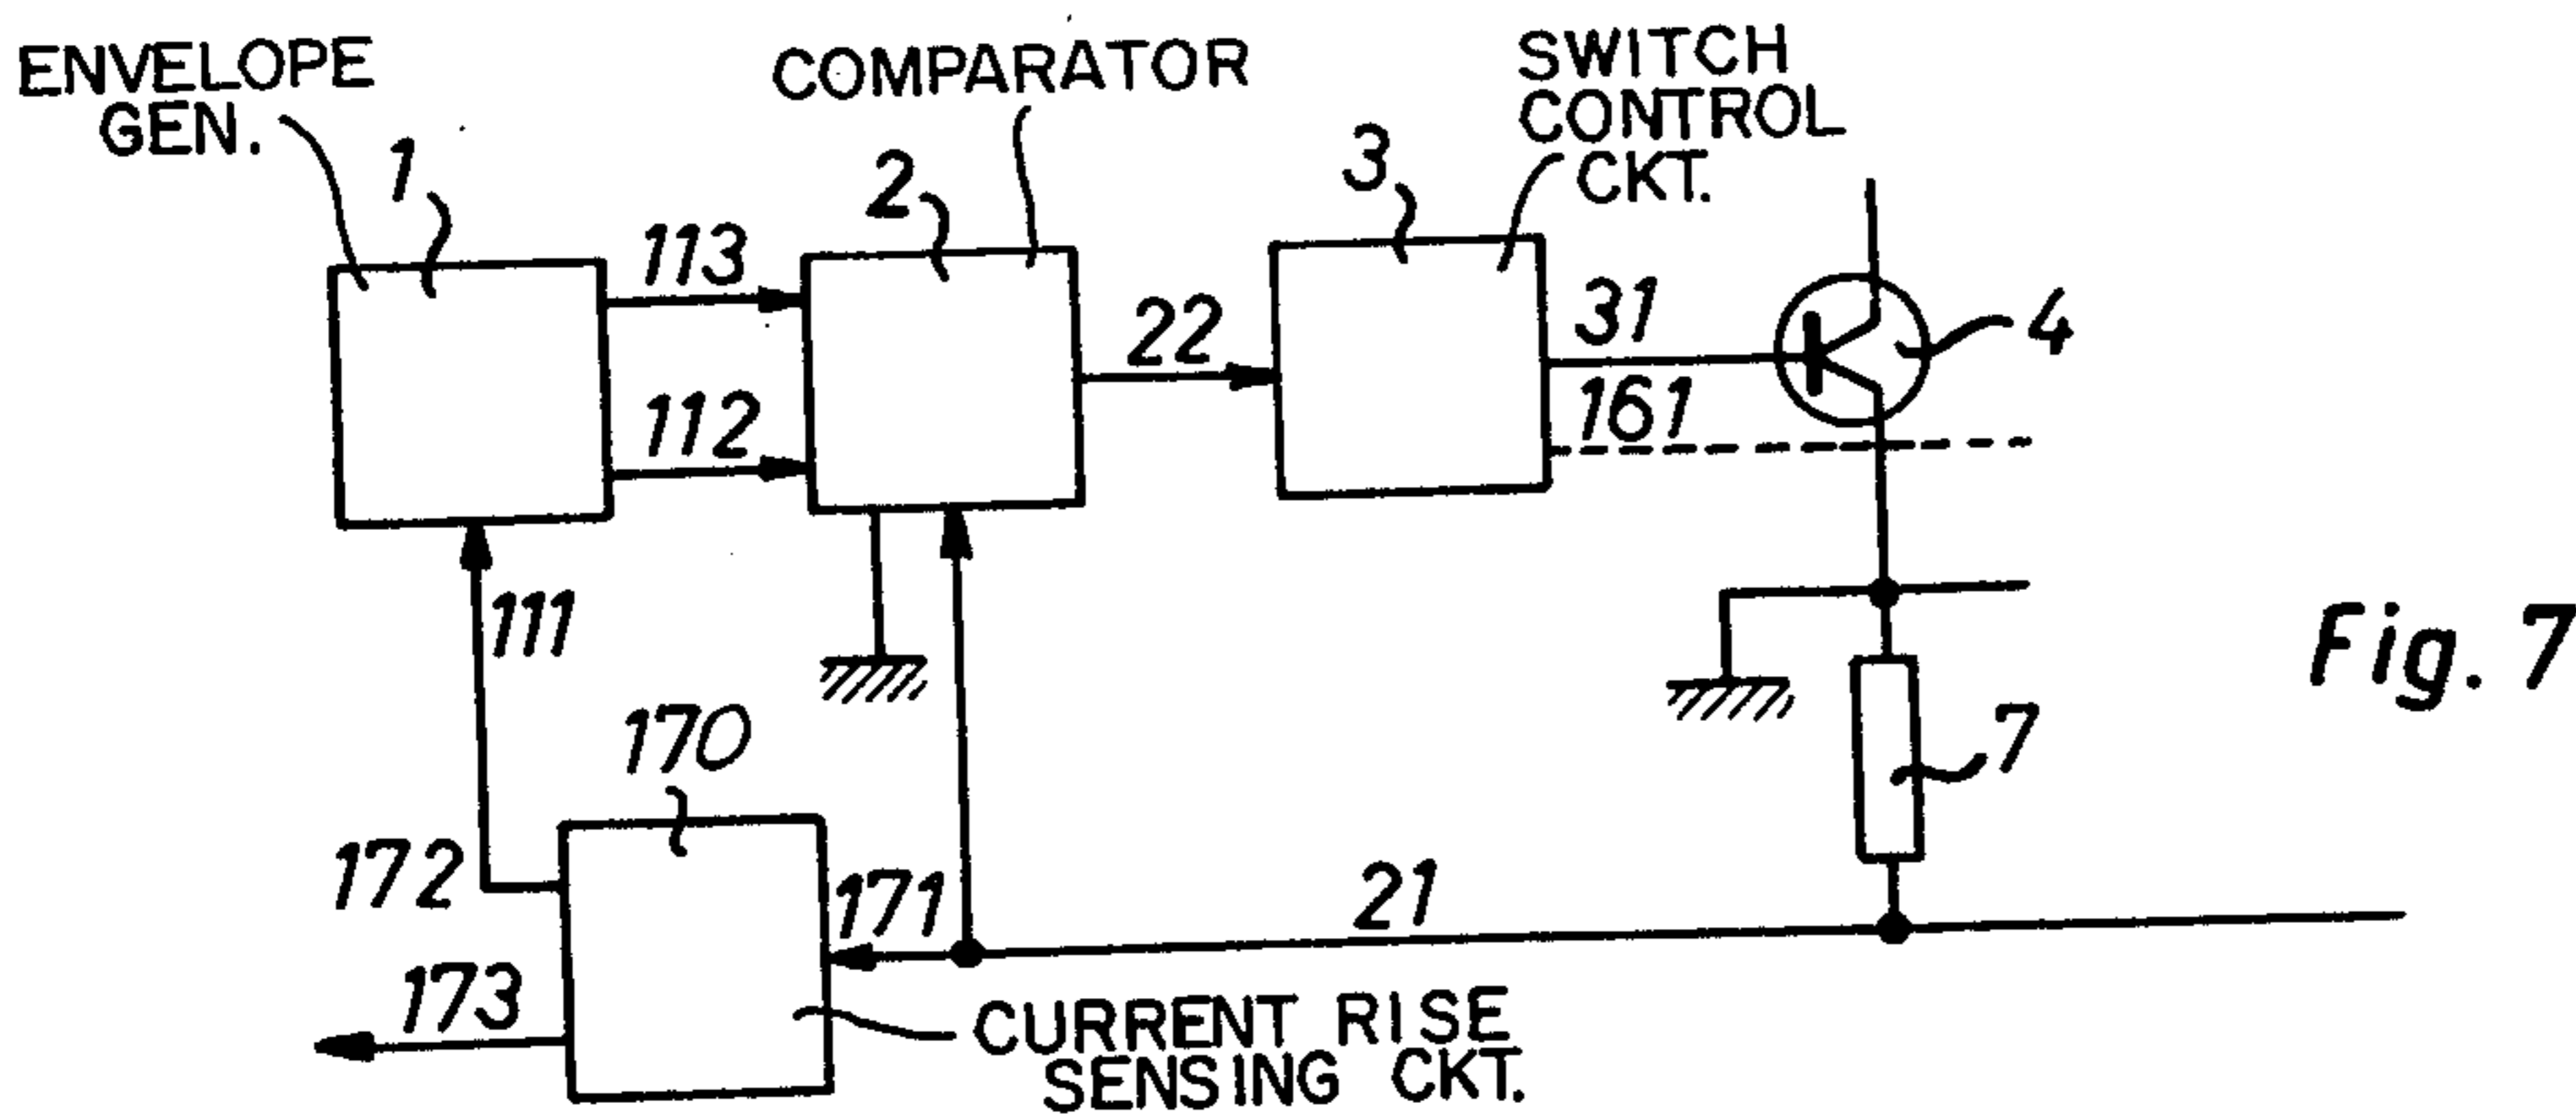 ENVELOPE
GEN.
COMPARATOR
SWITCH
CONTROL
CKT.
1
2
3
113
112
22
31
161
4
111
170
172
171
173
21
7
CURRENT RISE
SENSING CKT.
Fig. 7